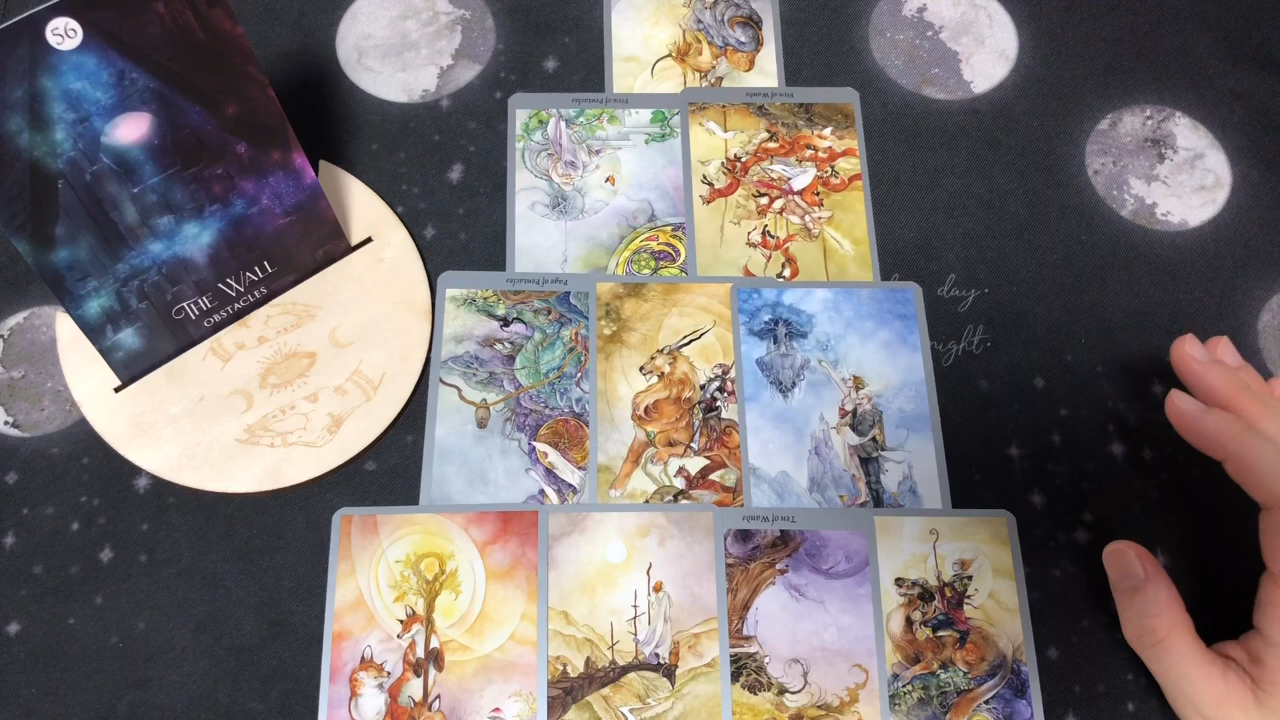 56
THE WALL
OBSTACLES
Five of Pentacles
Five of Wands
day.
night.
Page of Pentacles
Ten of Wands